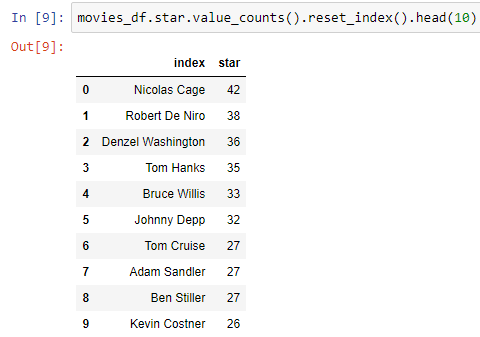 In [9]: movies_df.star.value_counts().reset_index().head(10)
Out[9]:
index star
0 Nicolas Cage 42
1 Robert De Niro 38
2 Denzel Washington 36
3 Tom Hanks 35
4 Bruce Willis 33
5 Johnny Depp 32
6 Tom Cruise 27
7 Adam Sandler 27
8 Ben Stiller 27
9 Kevin Costner 26